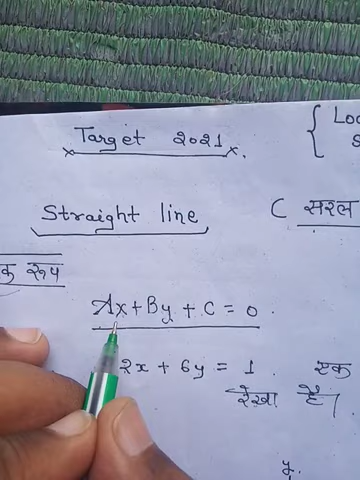 Target 2021
Straight line
C सरल
रूप
Ax + By + C = 0
2x + 6y = 1. एक
रेखा है।
y